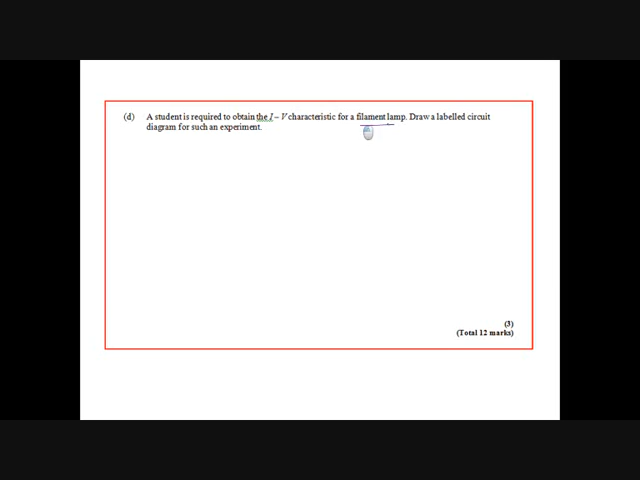 (d) A student is required to obtain the I – V characteristic for a filament lamp. Draw a labelled circuit
diagram for such an experiment.
(3)
(Total 12 marks)